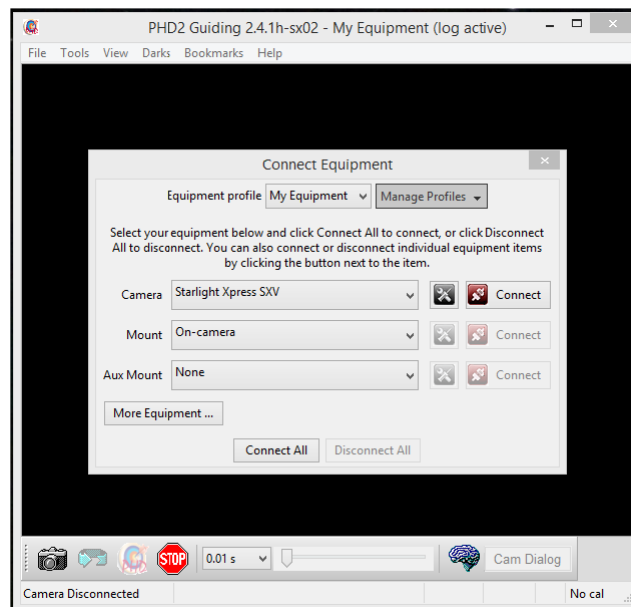 PHD2 Guiding 2.4.1h-sx02 - My Equipment (log active)
File Tools View Darks Bookmarks Help
Connect Equipment
Equipment profile My Equipment Manage Profiles
Select your equipment below and click Connect All to connect, or click Disconnect
All to disconnect. You can also connect or disconnect individual equipment items
by clicking the button next to the item.
Camera Starlight Xpress SXV Connect
Mount On-camera Connect
Aux Mount None Connect
More Equipment ...
Connect All Disconnect All
STOP 0.01 s Cam Dialog
Camera Disconnected No cal